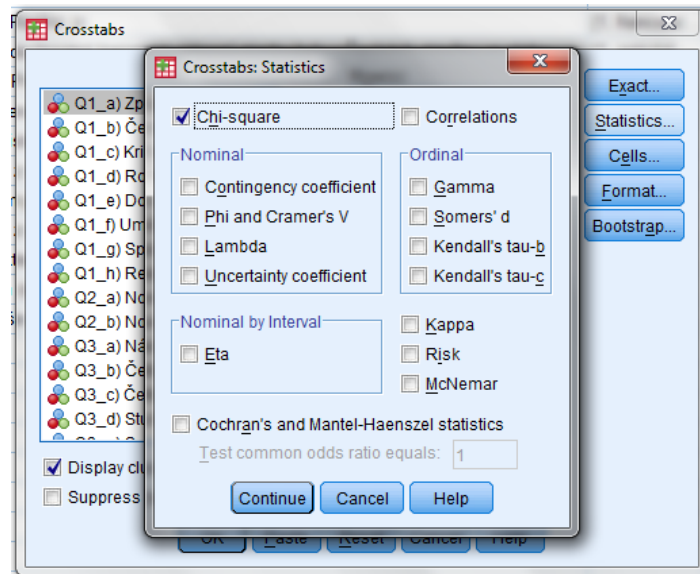 Crosstabs
Crosstabs: Statistics
Chi-square
Correlations
Nominal
Contingency coefficient
Phi and Cramer's V
Lambda
Uncertainty coefficient
Ordinal
Gamma
Somers' d
Kendall's tau-b
Kendall's tau-c
Nominal by Interval
Eta
Kappa
Risk
McNemar
Cochran's and Mantel-Haenszel statistics
Test common odds ratio equals: 1
Continue Cancel Help
Q1_a) Zp
Q1_b) Če
Q1_c) Kri
Q1_d) Ro
Q1_e) Do
Q1_f) Um
Q1_g) Sp
Q1_h) Re
Q2_a) No
Q2_b) No
Q3_a) Ná
Q3_b) Če
Q3_c) Če
Q3_d) Stu
Exact...
Statistics...
Cells...
Format...
Bootstrap...
Display clu
Suppress
OK Paste Reset Cancel Help